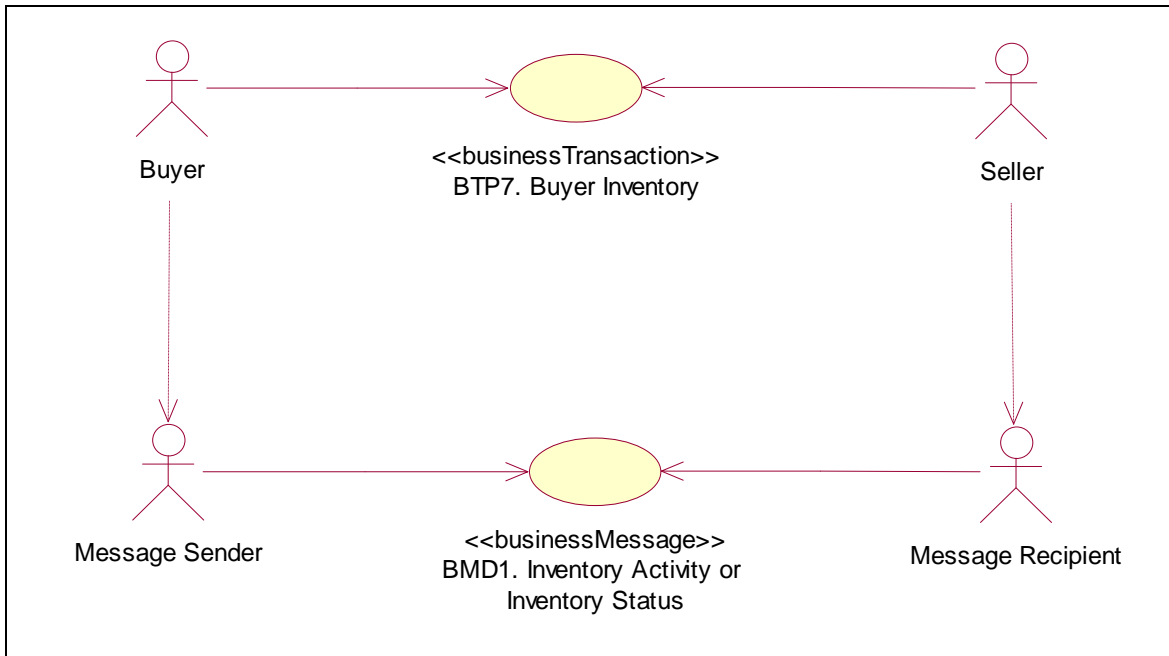 <<businessTransaction>>
Buyer
BTP7. Buyer Inventory
Seller
<<businessMessage>>
Message Sender
BMD1. Inventory Activity or
Message Recipient
Inventory Status